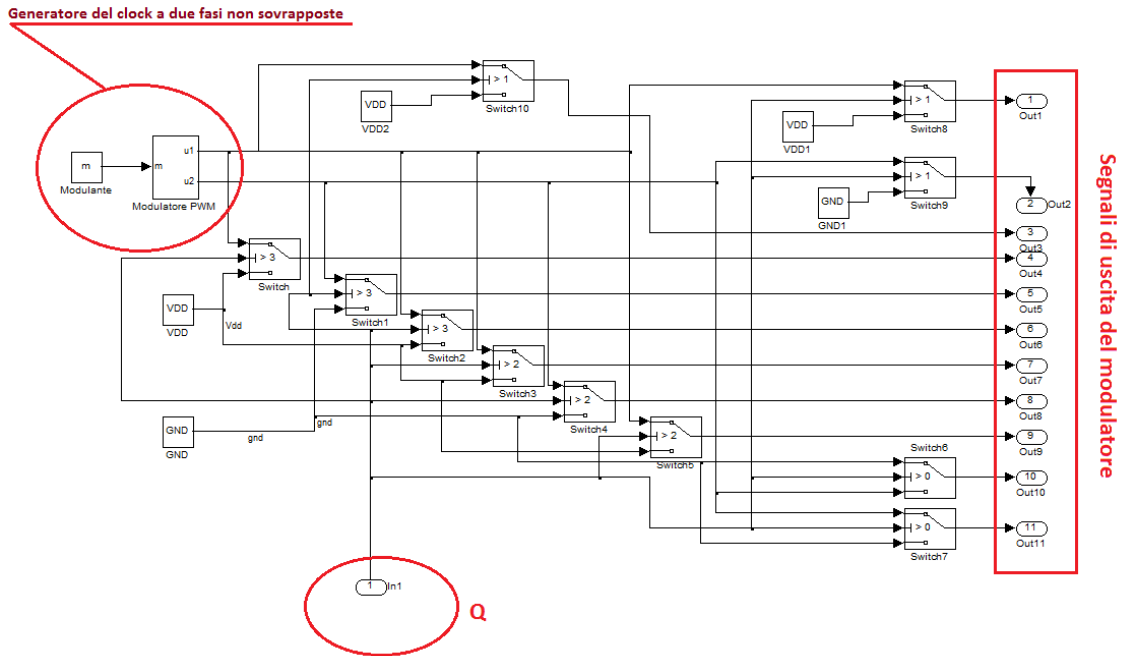 Generatore del clock a due fasi non sovrapposte
> 1
Switch10
VDD
VDD2
> 1
Switch8
VDD
VDD1
1
Out1
m
Modulante
m
u1
u2
Modulatore PWM
> 1
Switch9
GND
GND1
2
Out2
3
Out3
4
Out4
> 3
Switch
> 3
Switch1
5
Out5
VDD
VDD
Vdd
> 3
Switch2
6
Out6
> 2
Switch3
7
Out7
> 2
Switch4
8
Out8
GND
GND
gnd
gnd
> 2
Switch5
9
Out9
Switch6
> 0
10
Out10
> 0
Switch7
11
Out11
1
In1
Q
Segnali di uscita del modulatore